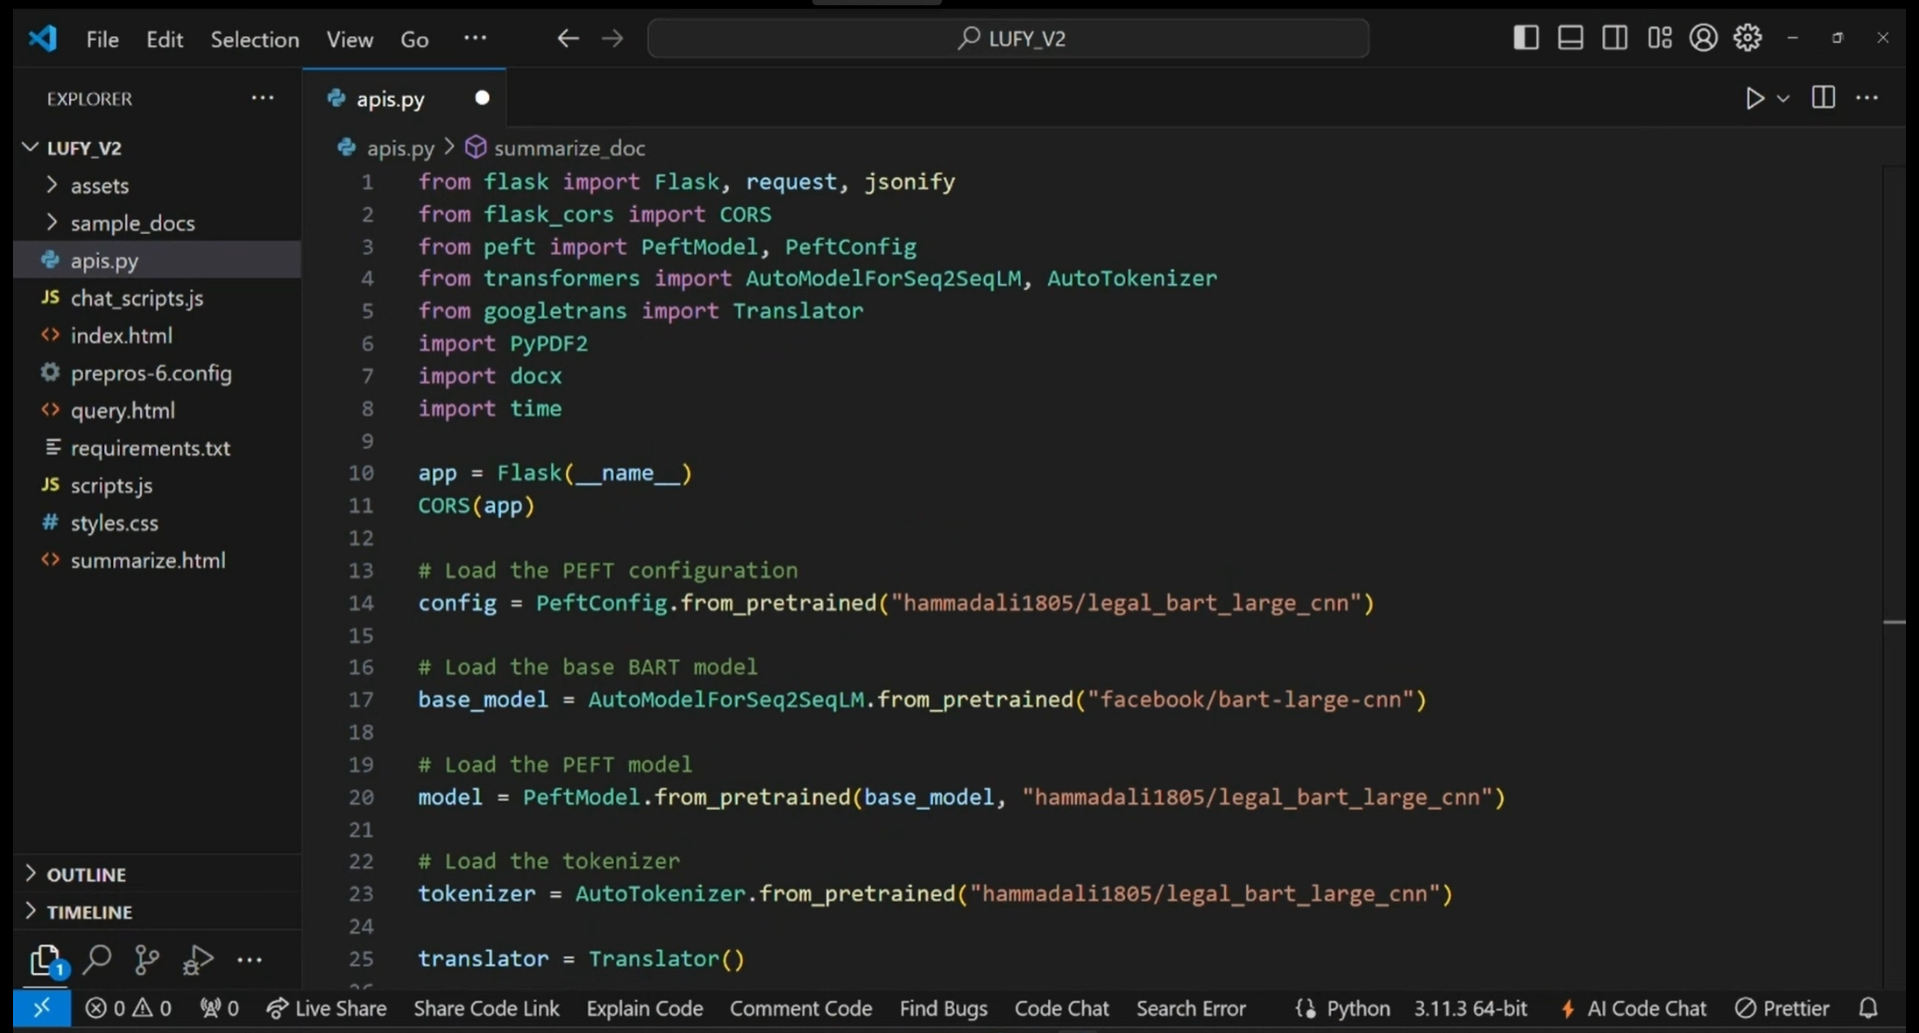 File Edit Selection View Go ···
LUFY_V2
EXPLORER ···
LUFY_V2
assets
sample_docs
apis.py
JS chat_scripts.js
<> index.html
prepros-6.config
<> query.html
requirements.txt
JS scripts.js
# styles.css
<> summarize.html
OUTLINE
TIMELINE
1 ···
apis.py
apis.py > summarize_doc
1 from flask import Flask, request, jsonify
2 from flask_cors import CORS
3 from peft import PeftModel, PeftConfig
4 from transformers import AutoModelForSeq2SeqLM, AutoTokenizer
5 from googletrans import Translator
6 import PyPDF2
7 import docx
8 import time
9
10 app = Flask(__name__)
11 CORS(app)
12
13 # Load the PEFT configuration
14 config = PeftConfig.from_pretrained("hammadali1805/legal_bart_large_cnn")
15
16 # Load the base BART model
17 base_model = AutoModelForSeq2SeqLM.from_pretrained("facebook/bart-large-cnn")
18
19 # Load the PEFT model
20 model = PeftModel.from_pretrained(base_model, "hammadali1805/legal_bart_large_cnn")
21
22 # Load the tokenizer
23 tokenizer = AutoTokenizer.from_pretrained("hammadali1805/legal_bart_large_cnn")
24
25 translator = Translator()
0 0 0 Live Share Share Code Link Explain Code Comment Code Find Bugs Code Chat Search Error Python 3.11.3 64-bit AI Code Chat Prettier